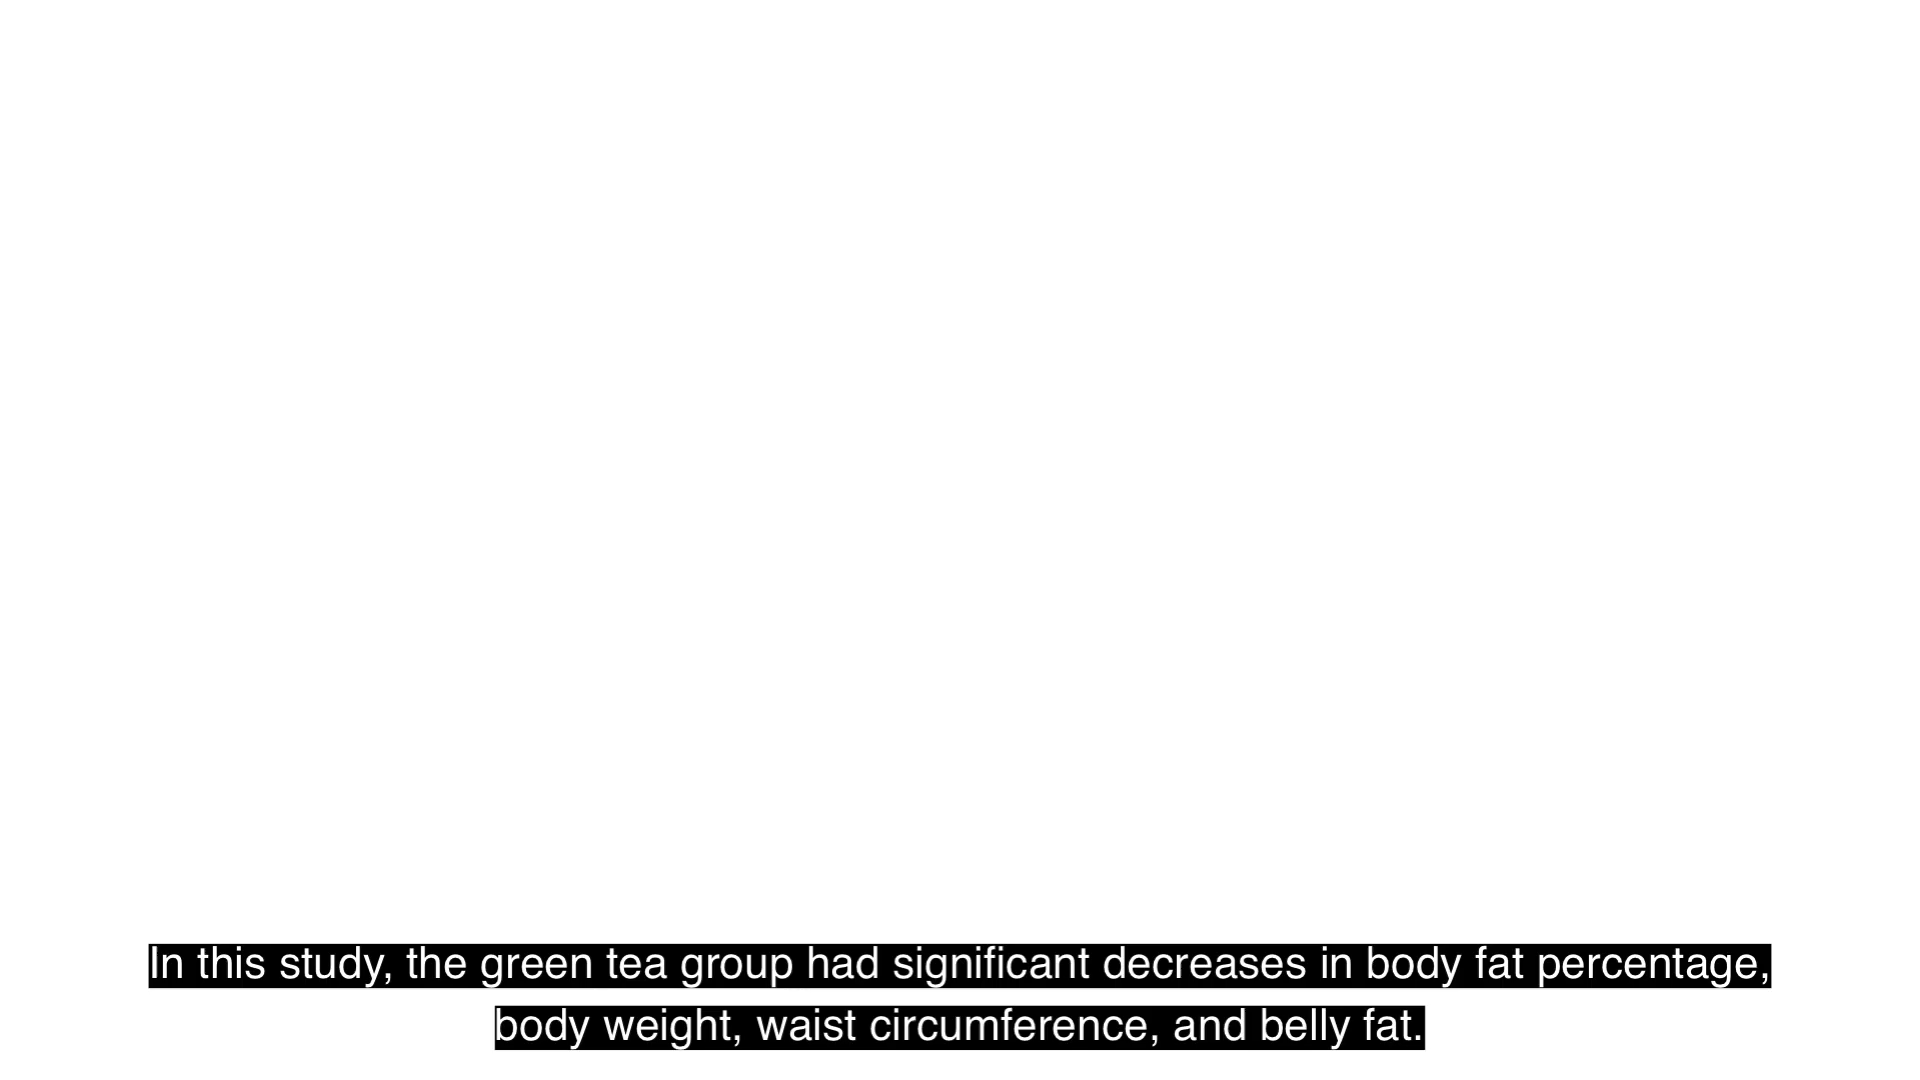 In this study, the green tea group had significant decreases in body fat percentage,
body weight, waist circumference, and belly fat.